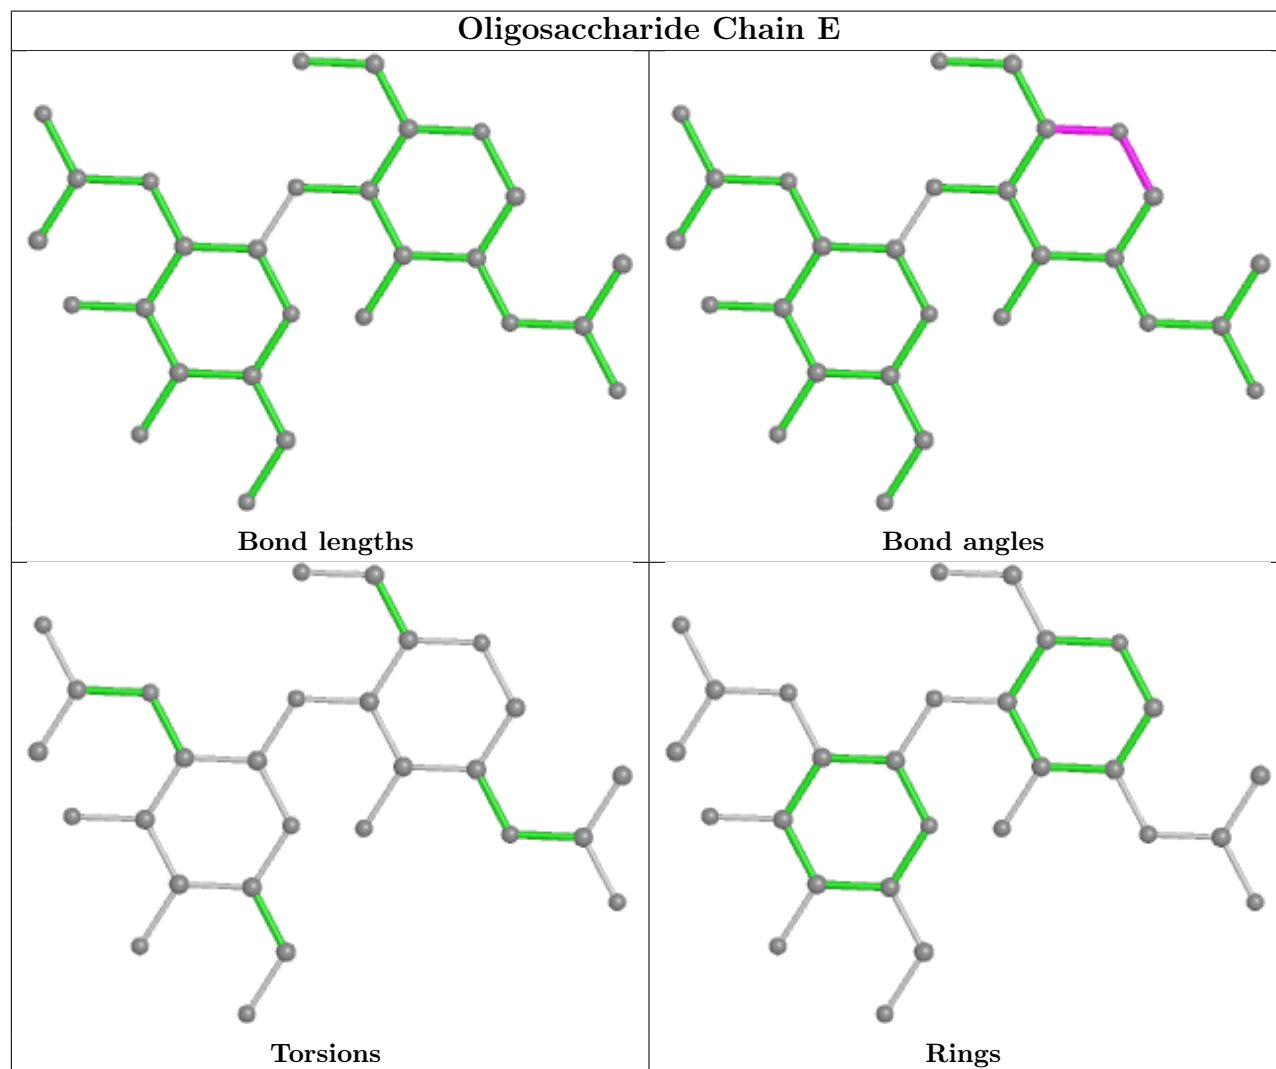 Oligosaccharide Chain E
Bond lengths
Bond angles
Torsions
Rings